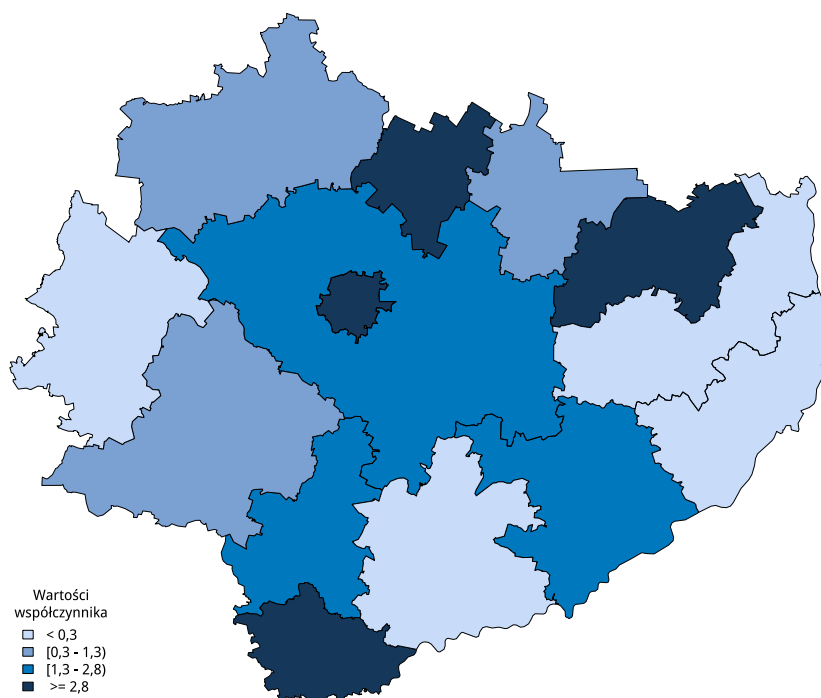 Wartości
współczynnika
< 0,3
[0,3 - 1,3)
[1,3 - 2,8)
>= 2,8